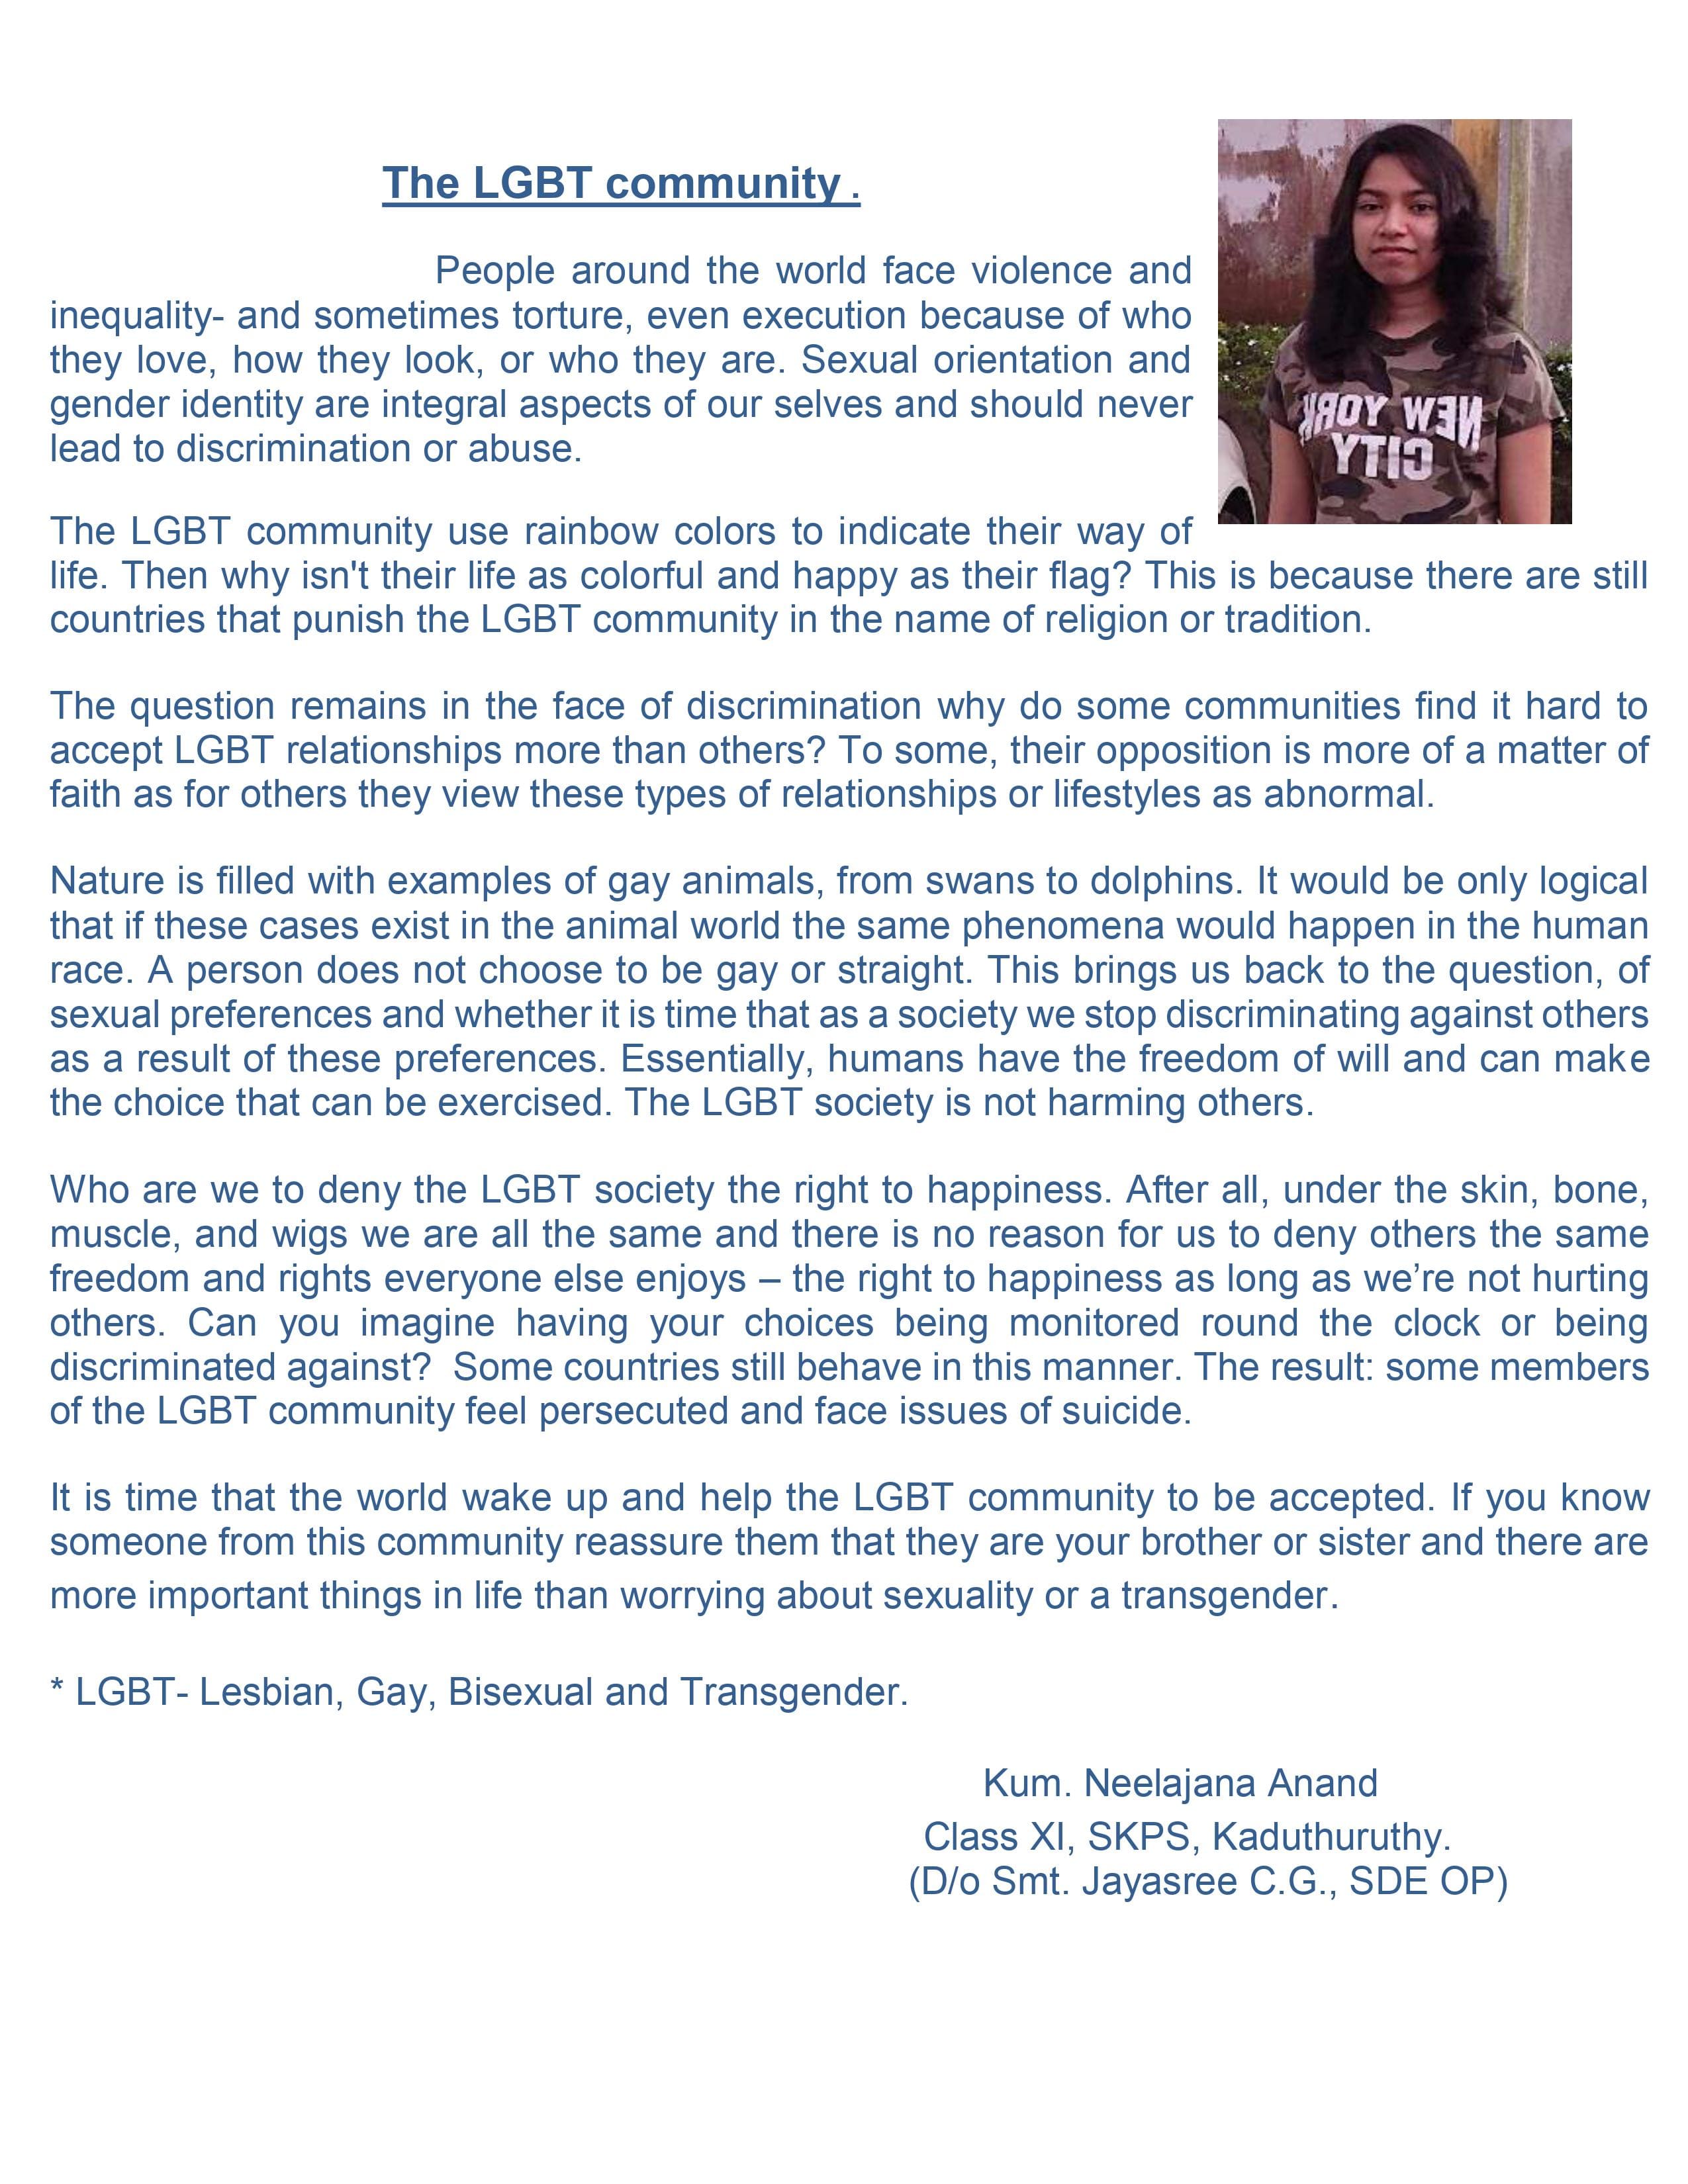 The LGBT community .
People around the world face violence and
inequality- and sometimes torture, even execution because of who
they love, how they look, or who they are. Sexual orientation and
gender identity are integral aspects of our selves and should never
lead to discrimination or abuse.
NEW YORK
CITY
The LGBT community use rainbow colors to indicate their way of
life. Then why isn't their life as colorful and happy as their flag? This is because there are still
countries that punish the LGBT community in the name of religion or tradition.
The question remains in the face of discrimination why do some communities find it hard to
accept LGBT relationships more than others? To some, their opposition is more of a matter of
faith as for others they view these types of relationships or lifestyles as abnormal.
Nature is filled with examples of gay animals, from swans to dolphins. It would be only logical
that if these cases exist in the animal world the same phenomena would happen in the human
race. A person does not choose to be gay or straight. This brings us back to the question, of
sexual preferences and whether it is time that as a society we stop discriminating against others
as a result of these preferences. Essentially, humans have the freedom of will and can make
the choice that can be exercised. The LGBT society is not harming others.
Who are we to deny the LGBT society the right to happiness. After all, under the skin, bone,
muscle, and wigs we are all the same and there is no reason for us to deny others the same
freedom and rights everyone else enjoys – the right to happiness as long as we’re not hurting
others. Can you imagine having your choices being monitored round the clock or being
discriminated against?  Some countries still behave in this manner. The result: some members
of the LGBT community feel persecuted and face issues of suicide.
It is time that the world wake up and help the LGBT community to be accepted. If you know
someone from this community reassure them that they are your brother or sister and there are
more important things in life than worrying about sexuality or a transgender.
* LGBT- Lesbian, Gay, Bisexual and Transgender.
Kum. Neelajana Anand
Class XI, SKPS, Kaduthuruthy.
(D/o Smt. Jayasree C.G., SDE OP)